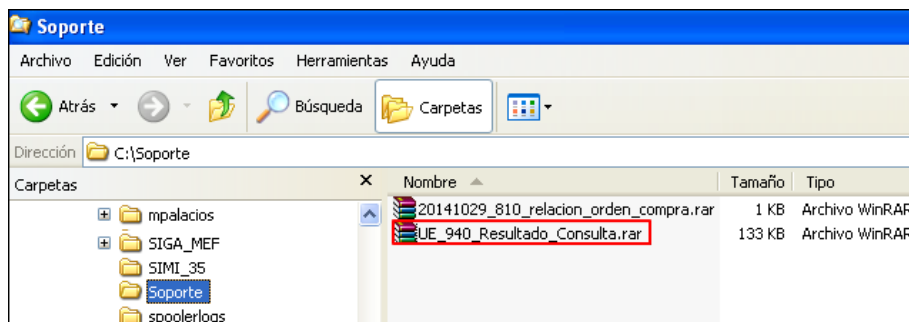 Soporte
Archivo Edición Ver Favoritos Herramientas Ayuda
Atrás Búsqueda Carpetas
Dirección C:\Soporte
Carpetas x Nombre Tamaño Tipo
mpalacios 20141029_810_relacion_orden_compra.rar 1 KB Archivo WinRAR
SIGA_MEF UE_940_Resultado_Consulta.rar 133 KB Archivo WinRAR
SIMI_35
Soporte
spoolerlogs